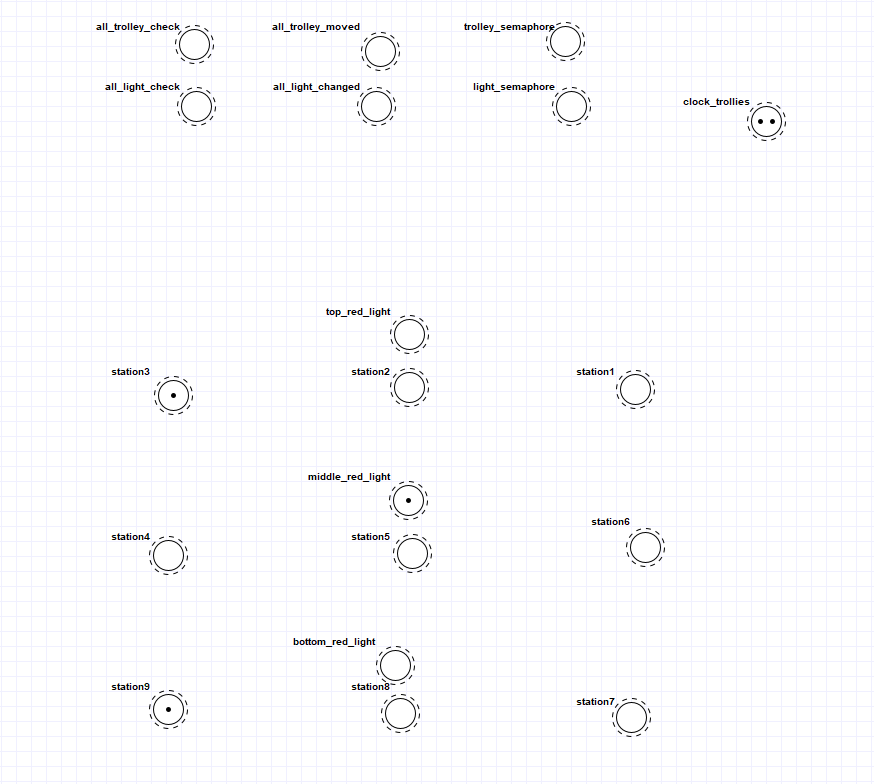 all_trolley_check
all_trolley_moved
trolley_semaphore
all_light_check
all_light_changed
light_semaphore
clock_trollies
top_red_light
station3
station2
station1
middle_red_light
station6
station4
station5
bottom_red_light
station9
station8
station7